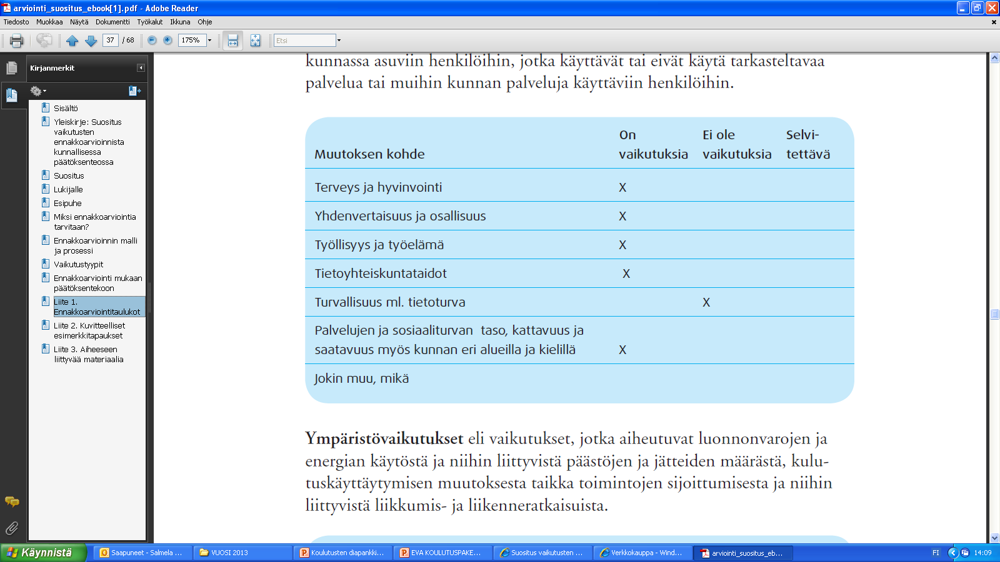 arviointi_suositus_ebook[1].pdf - Adobe Reader
Tiedosto Muokkaa Näytä Dokumentti Työkalut Ikkuna Ohje
37 / 68 175% Etsi
Kirjanmerkit
Sisältö
Yleiskirje: Suositus
vaikutusten
ennakkoarvioinnista
kunnallisessa
päätöksenteossa
Suositus
Lukijalle
Esipuhe
Miksi ennakkoarviointia
tarvitaan?
Ennakkoarvioinnin malli
ja prosessi
Vaikutustyypit
Ennakkoarviointi mukaan
päätöksentekoon
Liite 1.
Ennakkoarviointitaulukot
Liite 2. Kuvitteelliset
esimerkkitapaukset
Liite 3. Aiheeseen
liittyvää materiaalia
kunnassa asuviin henkilöihin, jotka käyttävät tai eivät käytä tarkasteltavaa
palvelua tai muihin kunnan palveluja käyttäviin henkilöihin.
On Ei ole Selvi-
Muutoksen kohde vaikutuksia vaikutuksia tettävä
Terveys ja hyvinvointi X
Yhdenvertaisuus ja osallisuus X
Työllisyys ja työelämä X
Tietoyhteiskuntataidot X
Turvallisuus ml. tietoturva X
Palvelujen ja sosiaaliturvan taso, kattavuus ja
saatavuus myös kunnan eri alueilla ja kielillä X
Jokin muu, mikä
Ympäristövaikutukset eli vaikutukset, jotka aiheutuvat luonnonvarojen ja
energian käytöstä ja niihin liittyvistä päästöjen ja jätteiden määrästä, kulu-
tuskäyttäytymisen muutoksesta taikka toimintojen sijoittumisesta ja niihin
liittyvistä liikkumis- ja liikenneratkaisuista.
Käynnistä Saapuneet - Salmela ... VUOSI 2013 Koulutusten diapankki... EVA KOULUTUSPAKE... Suositus vaikutusten ... Verkkokauppa - Wind... arviointi_suositus_eb... FI 14:09